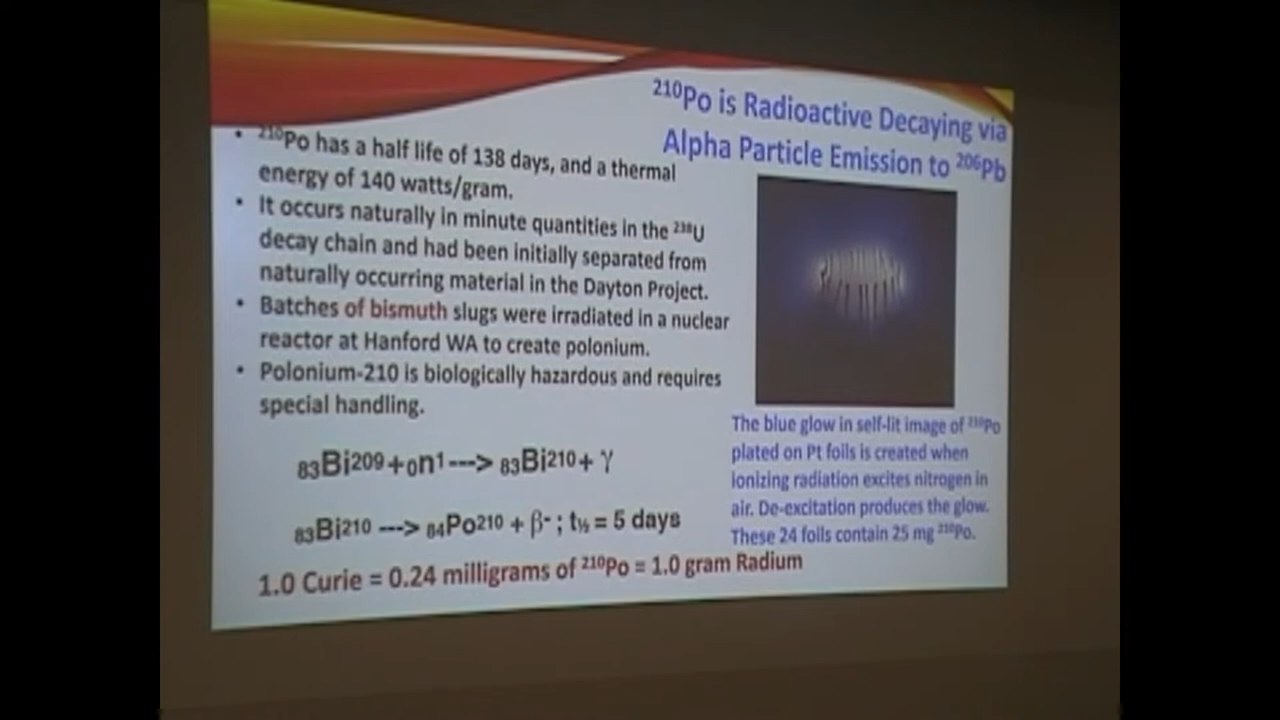 ²¹⁰Po is Radioactive Decaying via
Alpha Particle Emission to ²⁰⁶Pb
• ²¹⁰Po has a half life of 138 days, and a thermal
energy of 140 watts/gram.
• It occurs naturally in minute quantities in the ²³⁸U
decay chain and had been initially separated from
naturally occurring material in the Dayton Project.
• Batches of bismuth slugs were irradiated in a nuclear
reactor at Hanford WA to create polonium.
• Polonium-210 is biologically hazardous and requires
special handling.
₈₃Bi²⁰⁹+₀n¹---> ₈₃Bi²¹⁰+ γ
₈₃Bi²¹⁰ ---> ₈₄Po²¹⁰ + β⁻ ; t½ = 5 days
1.0 Curie = 0.24 milligrams of ²¹⁰Po = 1.0 gram Radium
The blue glow in self-lit image of ²¹⁰Po
plated on Pt foils is created when
ionizing radiation excites nitrogen in
air. De-excitation produces the glow.
These 24 foils contain 25 mg ²¹⁰Po.